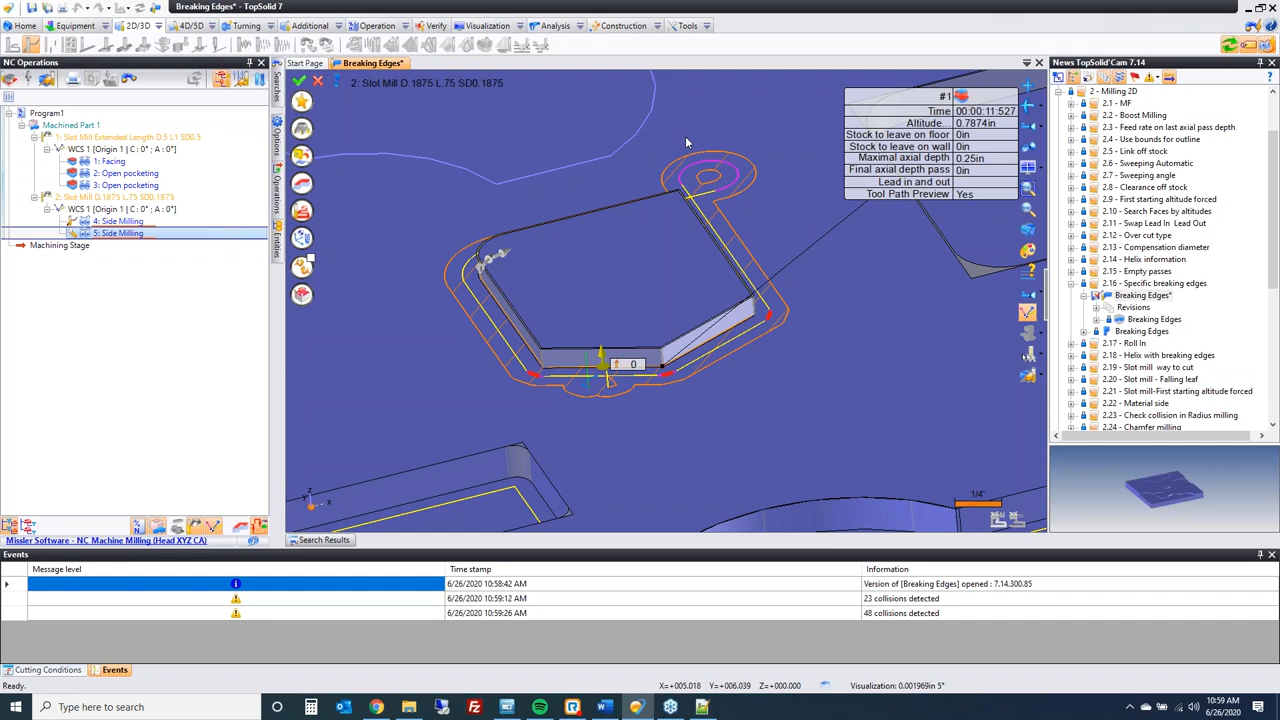 Breaking Edges* - TopSolid 7
Home
Equipment
2D/3D
4D/5D
Turning
Additional
Operation
Verify
Visualization
Analysis
Construction
Tools
NC Operations
Start Page
Breaking Edges*
News TopSolid'Cam 7.14
Program1
Machined Part 1
1: Slot Mill Extended Length D.5 L1 SD0.5
WCS 1 [Origin 1 | C : 0° ; A : 0°]
1: Facing
2: Open pocketing
3: Open pocketing
2: Slot Mill D.1875 L.75 SD0.1875
WCS 1 [Origin 1 | C : 0° ; A : 0°]
4: Side Milling
5: Side Milling
Machining Stage
Missler Software - NC Machine Milling (Head XYZ CA)
Searches
Options
Operations
Entities
2: Slot Mill D.1875 L.75 SD0.1875
#1
Time 00:00:11:527
Altitude... 0.7874in
Stock to leave on floor 0in
Stock to leave on wall 0in
Maximal axial depth 0.25in
Final axial depth pass 0in
Lead in and out
Tool Path Preview Yes
0
1/4"
z
y
x
Search Results
2 - Milling 2D
2.1 - MF
2.2 - Boost Milling
2.3 - Feed rate on last axial pass depth
2.4 - Use bounds for outline
2.5 - Link depth
2.6 - Sweeping Automatic
2.7 - Sweeping angle
2.8 - Clearance off stock
2.9 - First starting altitude forced
2.10 - Search Faces by altitudes
2.11 - Swap Lead In Lead Out
2.12 - Over cut type
2.13 - Compensation diameter
2.14 - Helix information
2.15 - Empty passes
2.16 - Specific breaking edges
Breaking Edges*
Revisions
Breaking Edges
Breaking Edges
2.17 - Roll In
2.18 - Helix with breaking edges
2.19 - Slot mill way to cut
2.20 - Slot mill - Falling leaf
2.21 - Slot mill-First starting altitude forced
2.22 - Material side
2.23 - Check collision in Radius milling
2.24 - Chamfer milling
Events
Message level Time stamp Information
6/26/2020 10:58:42 AM Version of [Breaking Edges] opened : 7.14.300.85
6/26/2020 10:59:12 AM 23 collisions detected
6/26/2020 10:59:26 AM 48 collisions detected
Cutting Conditions Events
Ready. X=+005.018 Y=+006.039 Z=+000.000 Visualization: 0.001969in 5°
Type here to search
10:59 AM
6/26/2020